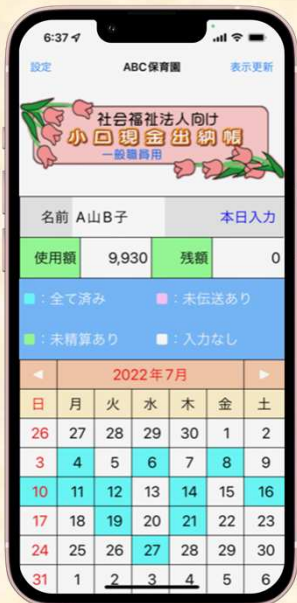 6:37
設定 ABC保育園 表示更新
社会福祉法人向け
小口現金出納帳
一般職員用
名前 A山B子 本日入力
使用額 9,930 残額 0
:全て済み :未伝送あり
:未精算あり :入力なし
2022年7月
日 月 火 水 木 金 土
26 27 28 29 30 1 2
3 4 5 6 7 8 9
10 11 12 13 14 15 16
17 18 19 20 21 22 23
24 25 26 27 28 29 30
31 1 2 3 4 5 6